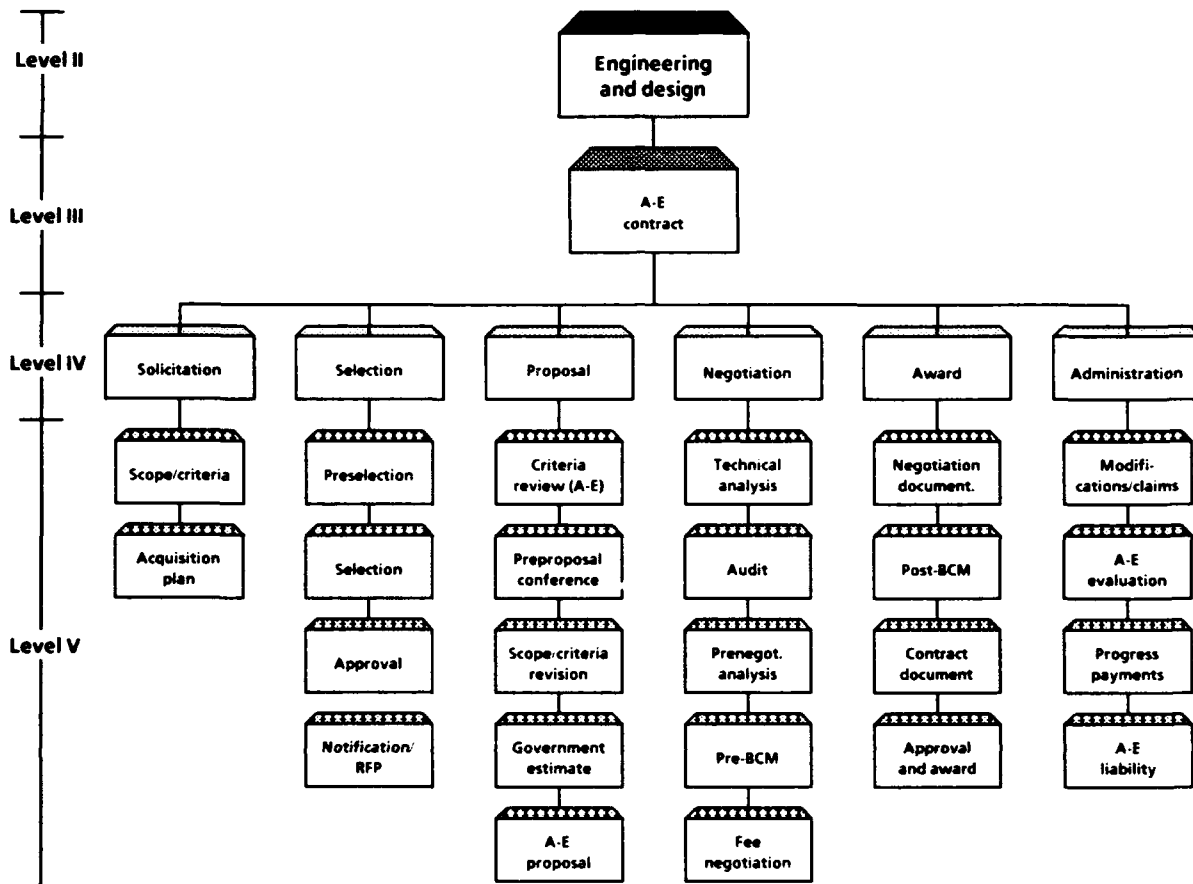 Level II
Engineering
and design
Level III
A-E
contract
Level IV
Solicitation
Selection
Proposal
Negotiation
Award
Administration
Level V
Scope/criteria
Acquisition
plan
Preselection
Selection
Approval
Notification/
RFP
Criteria
review (A-E)
Preproposal
conference
Scope/criteria
revision
Government
estimate
A-E
proposal
Technical
analysis
Audit
Prenegot.
analysis
Pre-BCM
Fee
negotiation
Negotiation
document.
Post-BCM
Contract
document
Approval
and award
Modifi-
cations/claims
A-E
evaluation
Progress
payments
A-E
liability